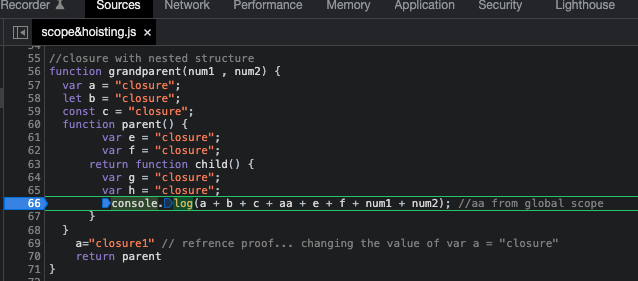 Recorder Sources Network Performance Memory Application Security Lighthouse
scope&hoisting.js ×
54
55 //closure with nested structure
56 function grandparent(num1 , num2) {
57 var a = "closure";
58 let b = "closure";
59 const c = "closure";
60 function parent() {
61 var e = "closure";
62 var f = "closure";
63 return function child() {
64 var g = "closure";
65 var h = "closure";
66 console.log(a + b + c + aa + e + f + num1 + num2); //aa from global scope
67 }
68 }
69 a="closure1" // refrence proof... changing the value of var a = "closure"
70 return parent
71 }
72